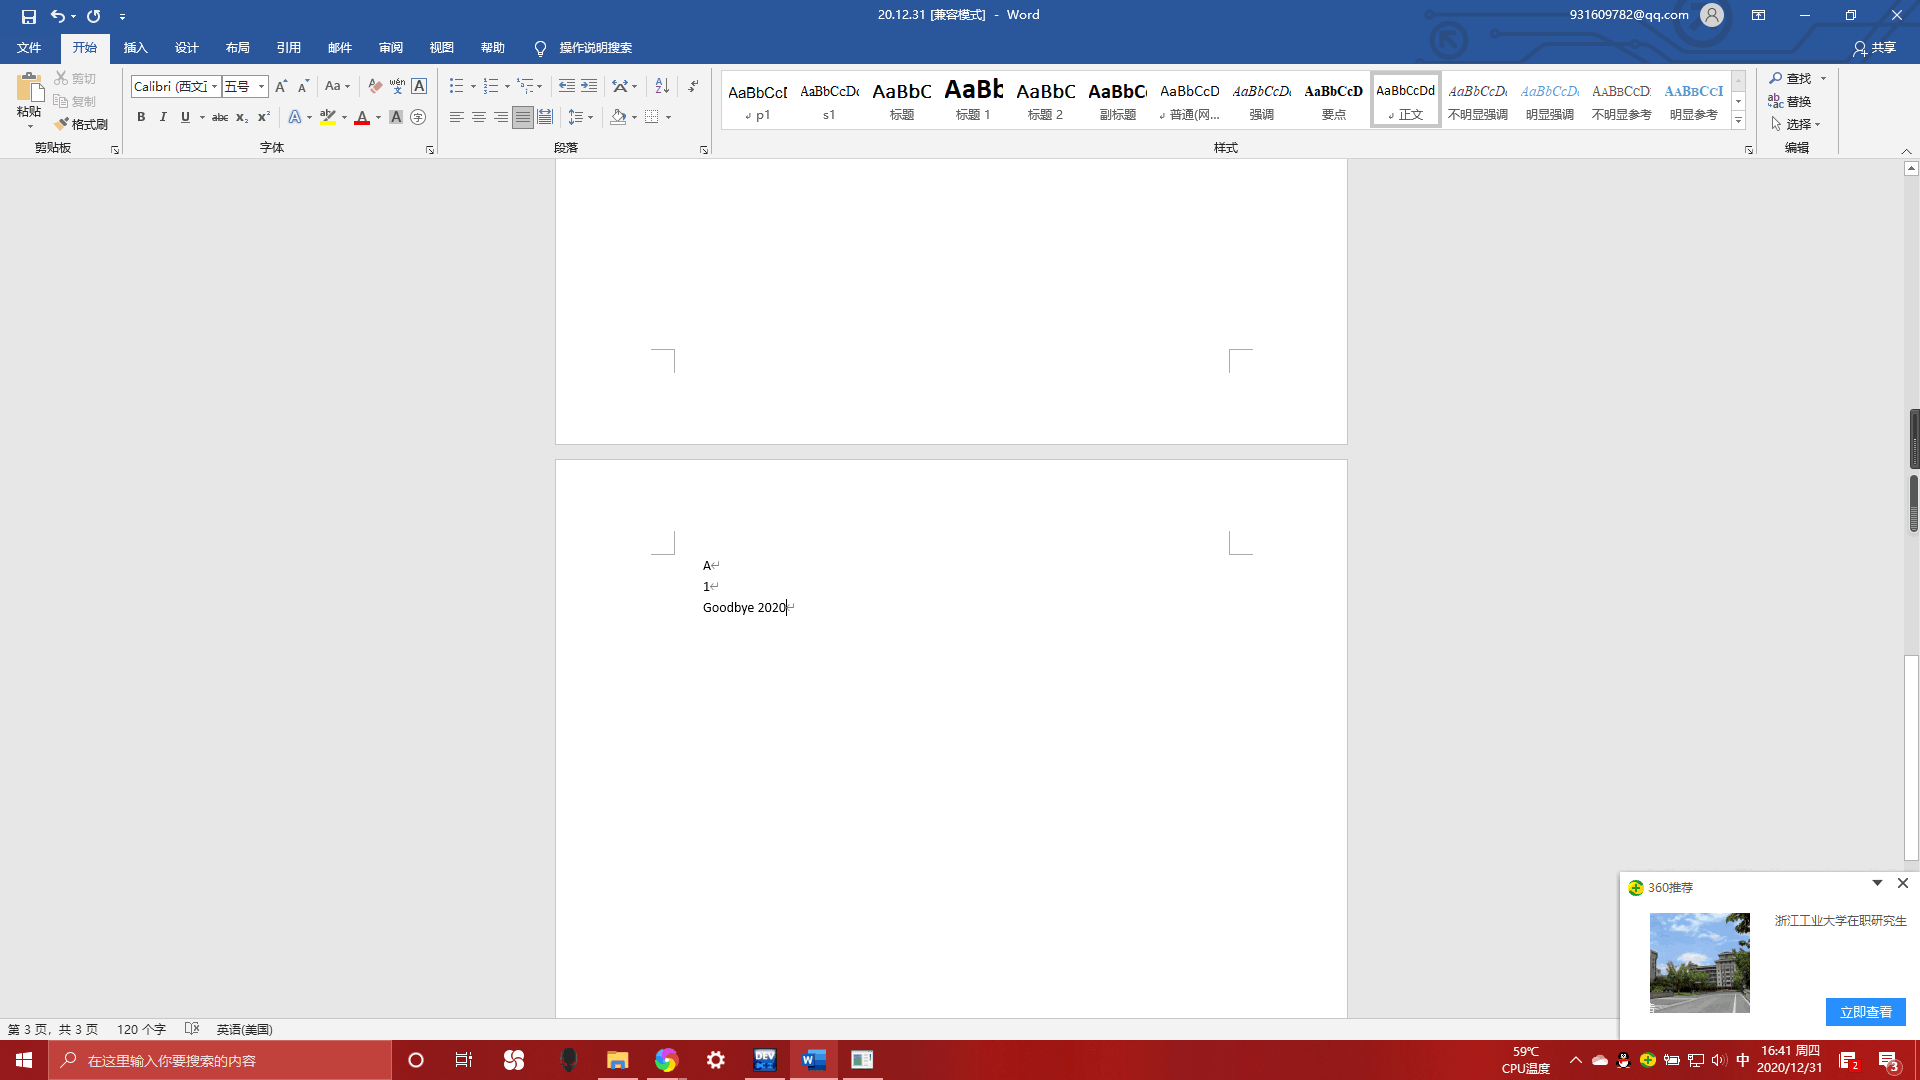 20.12.31 [兼容模式] - Word
931609782@qq.com
文件 开始 插入 设计 布局 引用 邮件 审阅 视图 帮助 操作说明搜索
共享
粘贴
剪切
复制
格式刷
剪贴板
Calibri (西文 五号
Aa
wén
文
A
B I U abc X₂ X² A aby A A 字
字体
段落
AaBbCcI AaBbCcDc AaBbC AaBb AaBbC AaBbC AaBbCcD AaBbCcDc AaBbCcD AaBbCcDd AaBbCcDc AaBbCcDc AaBbCcD AaBbCcI
p1 s1 标题 标题 1 标题 2 副标题 普通(网... 强调 要点 正文 不明显强调 明显强调 不明显参考 明显参考
样式
查找
替换
选择
编辑
A
1
Goodbye 2020
360推荐
浙江工业大学在职研究生
立即查看
第 3 页，共 3 页 120 个字 英语(美国)
在这里输入你要搜索的内容
DEV
C++
W
59℃
CPU温度
中
16:41 周四
2020/12/31
2
3